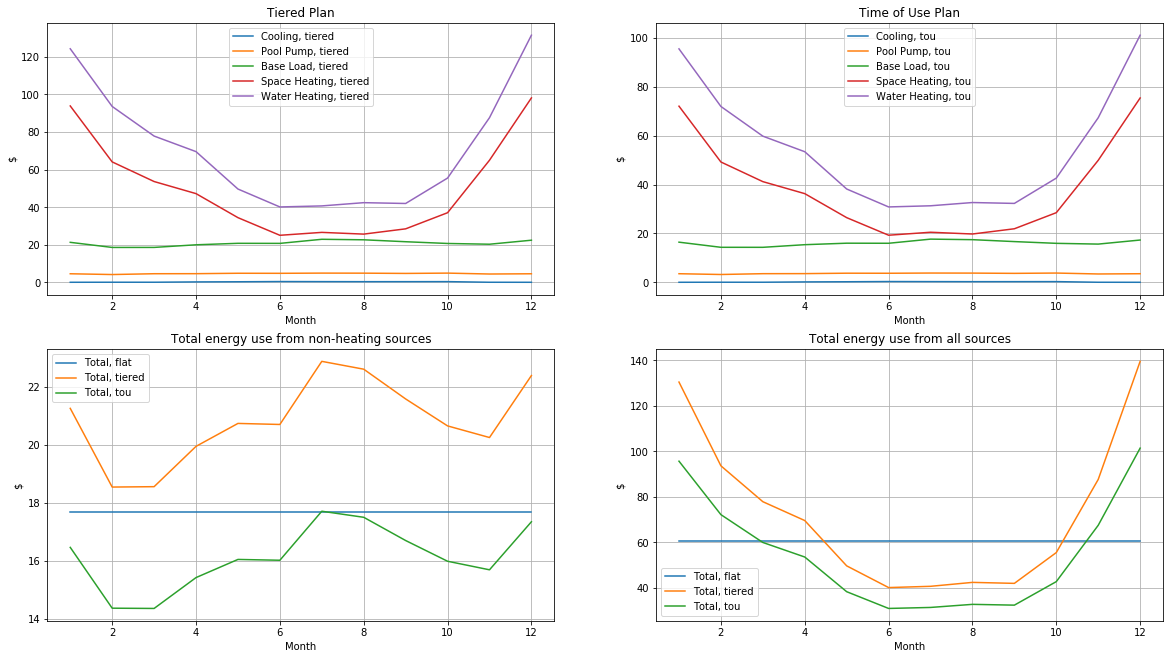 Tiered Plan
Cooling, tiered
Pool Pump, tiered
Base Load, tiered
Space Heating, tiered
Water Heating, tiered
120
100
80
60
40
20
0
$
2 4 6 8 10 12
Month
Time of Use Plan
Cooling, tou
Pool Pump, tou
Base Load, tou
Space Heating, tou
Water Heating, tou
100
80
60
40
20
0
$
2 4 6 8 10 12
Month
Total energy use from non-heating sources
Total, flat
Total, tiered
Total, tou
22
20
18
16
14
$
2 4 6 8 10 12
Month
Total energy use from all sources
140
120
100
80
60
40
$
Total, flat
Total, tiered
Total, tou
2 4 6 8 10 12
Month